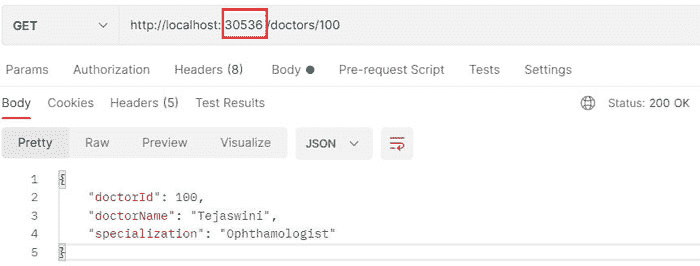 GET http://localhost:30536/doctors/100
Params Authorization Headers (8) Body Pre-request Script Tests Settings
Body Cookies Headers (5) Test Results Status: 200 OK
Pretty Raw Preview Visualize JSON
1 {
2 "doctorId": 100,
3 "doctorName": "Tejaswini",
4 "specialization": "Ophthamologist"
5 }